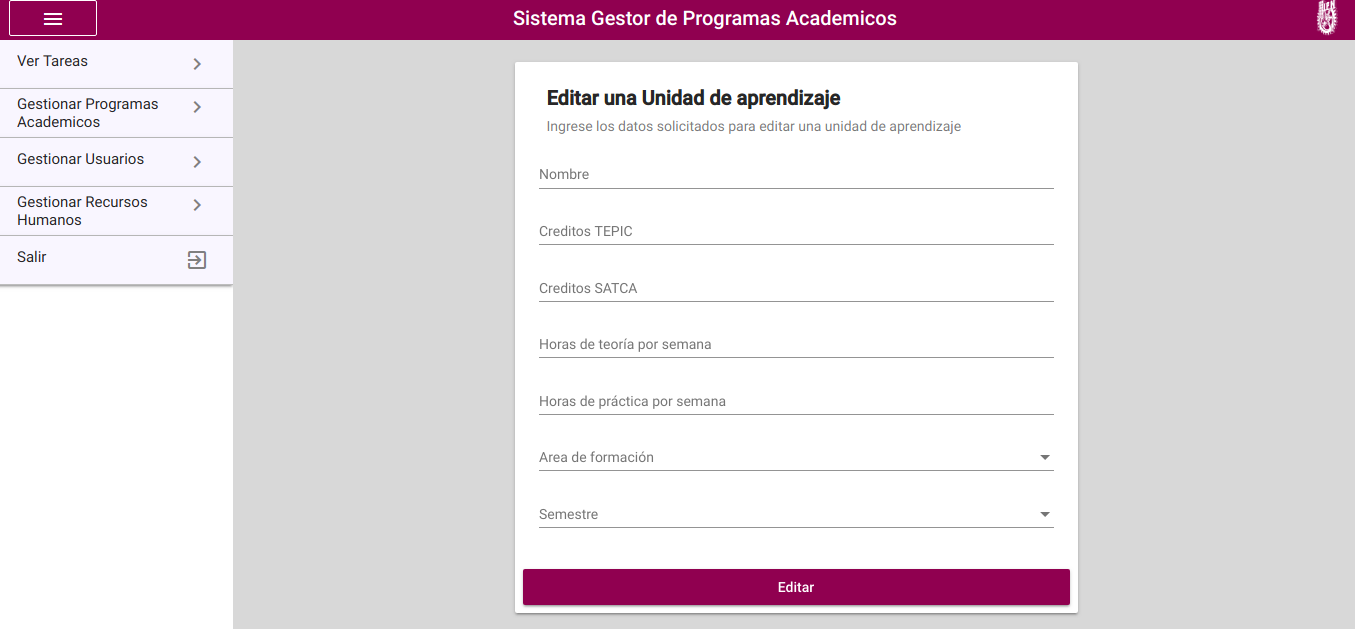 Sistema Gestor de Programas Academicos
Ver Tareas
Gestionar Programas
Academicos
Gestionar Usuarios
Gestionar Recursos
Humanos
Salir
Editar una Unidad de aprendizaje
Ingrese los datos solicitados para editar una unidad de aprendizaje
Nombre
Creditos TEPIC
Creditos SATCA
Horas de teoría por semana
Horas de práctica por semana
Area de formación
Semestre
Editar